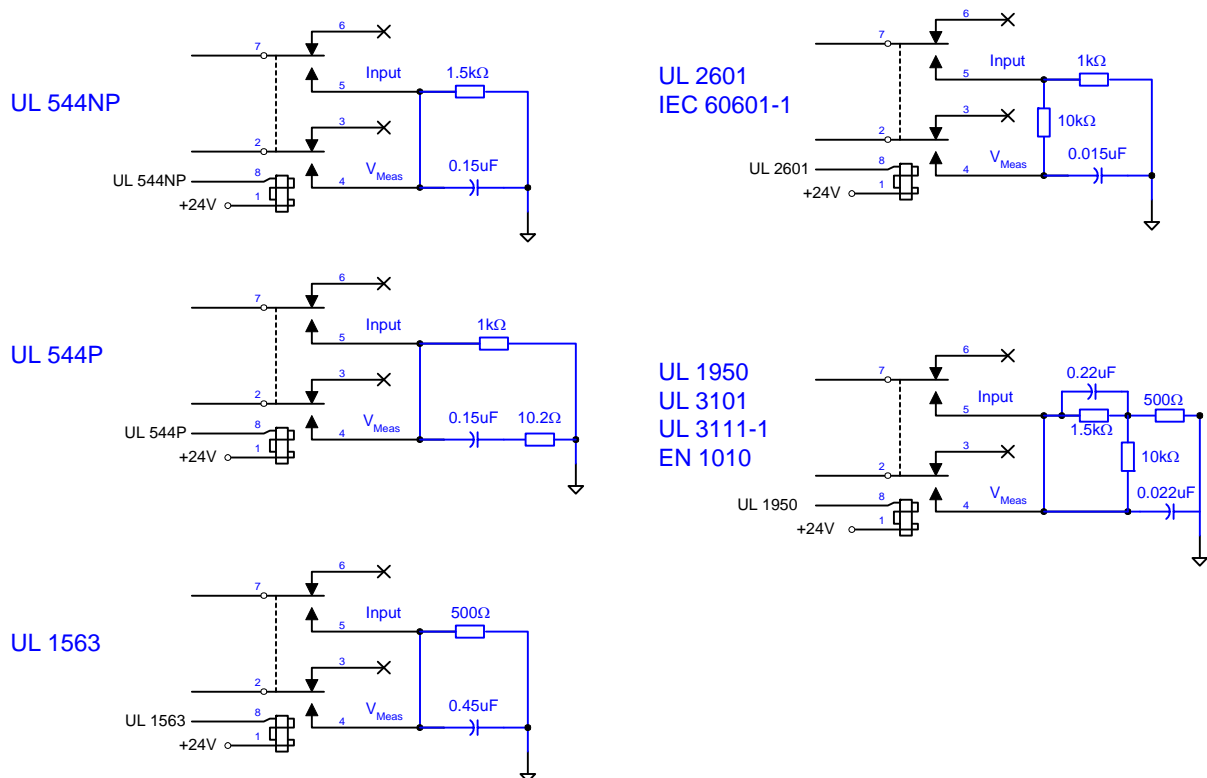 UL 544NP
7
6
Input
5
1.5kΩ
2
3
V Meas
4
0.15uF
UL 544NP
8
+24V
1
UL 2601
IEC 60601-1
7
6
Input
5
1kΩ
10kΩ
2
3
V Meas
4
0.015uF
UL 2601
8
+24V
1
UL 544P
7
6
Input
5
1kΩ
2
3
V Meas
4
0.15uF
10.2Ω
UL 544P
8
+24V
1
UL 1950
UL 3101
UL 3111-1
EN 1010
7
6
Input
5
0.22uF
500Ω
1.5kΩ
10kΩ
2
3
V Meas
4
0.022uF
UL 1950
8
+24V
1
UL 1563
7
6
Input
5
500Ω
2
3
V Meas
4
0.45uF
UL 1563
8
+24V
1